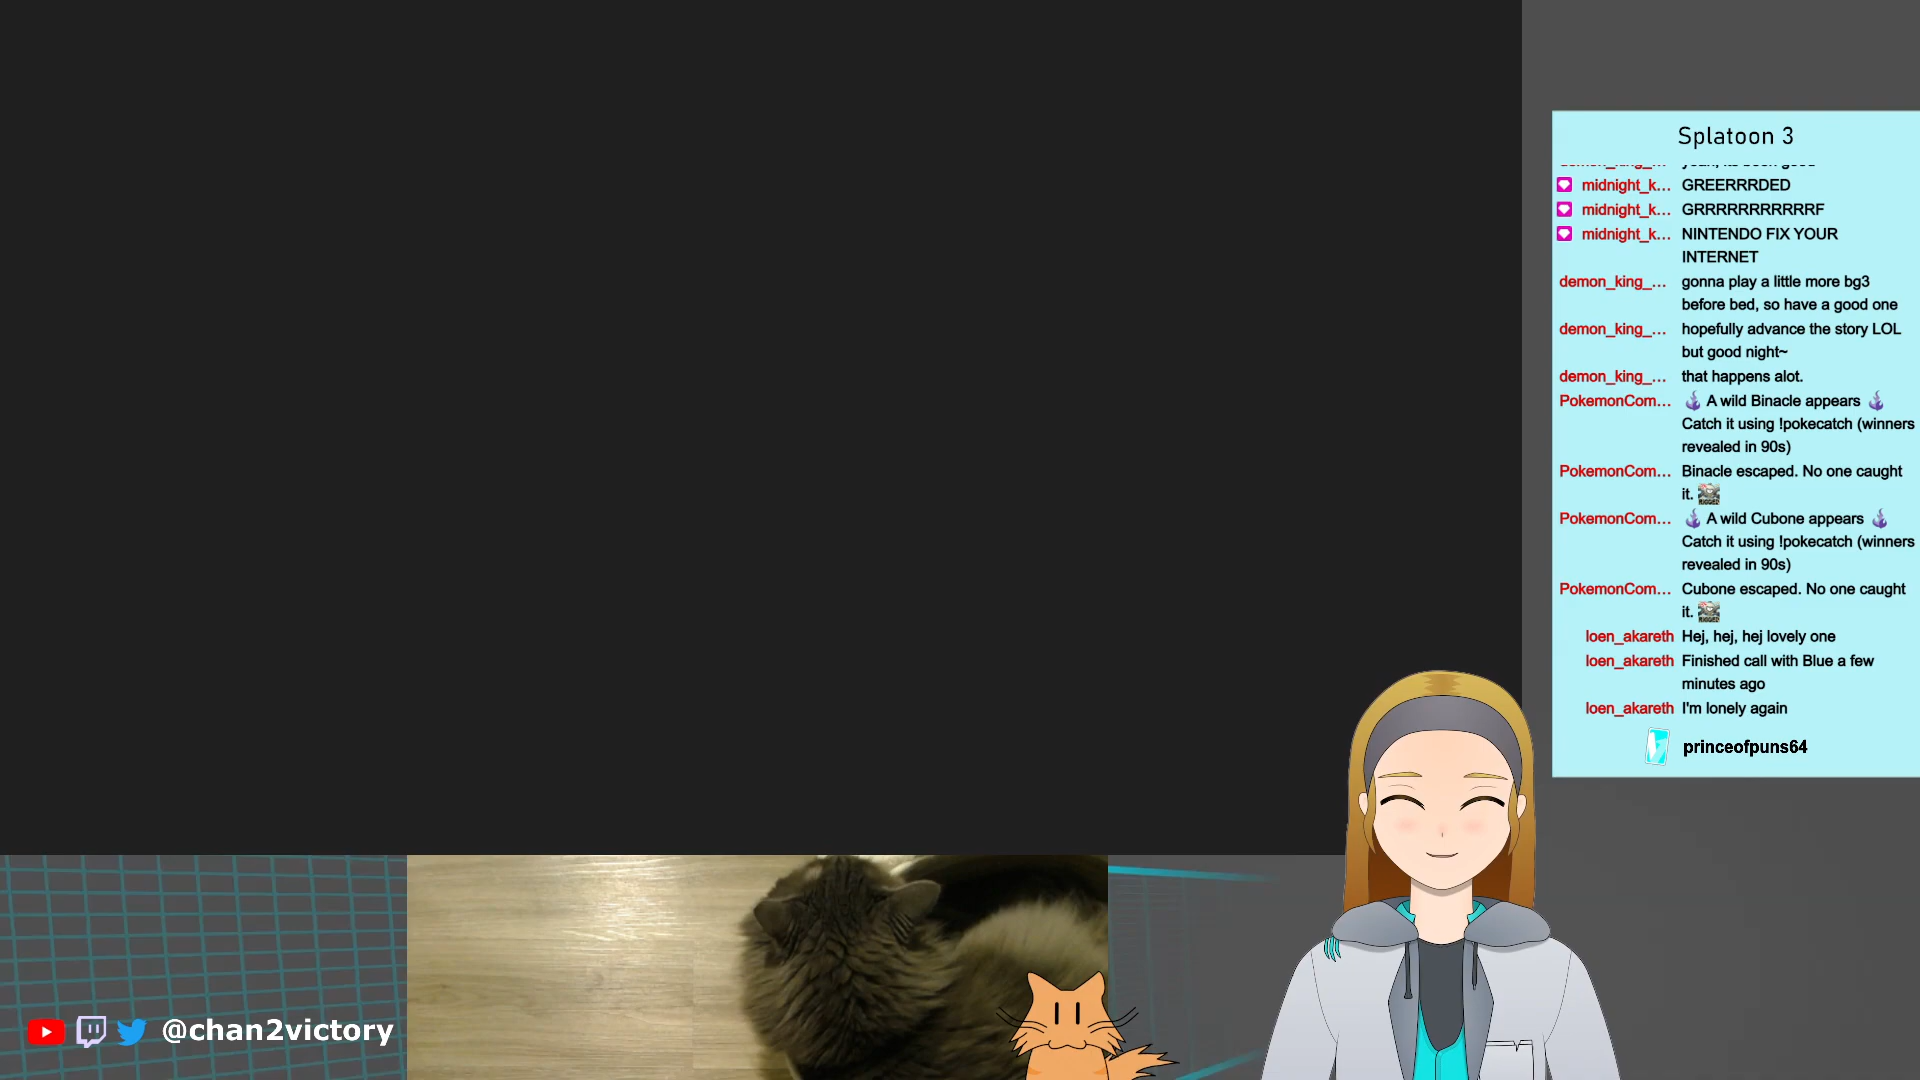 Splatoon 3
midnight_k... GREERRRDED
midnight_k... GRRRRRRRRRRRF
midnight_k... NINTENDO FIX YOUR
INTERNET
demon_king_... gonna play a little more bg3
before bed, so have a good one
demon_king_... hopefully advance the story LOL
but good night~
demon_king_... that happens alot.
PokemonCom... A wild Binacle appears
Catch it using !pokecatch (winners
revealed in 90s)
PokemonCom... Binacle escaped. No one caught
it.
PokemonCom... A wild Cubone appears
Catch it using !pokecatch (winners
revealed in 90s)
PokemonCom... Cubone escaped. No one caught
it.
loen_akareth Hej, hej, hej lovely one
loen_akareth Finished call with Blue a few
minutes ago
loen_akareth I'm lonely again
princeofpuns64
@chan2victory